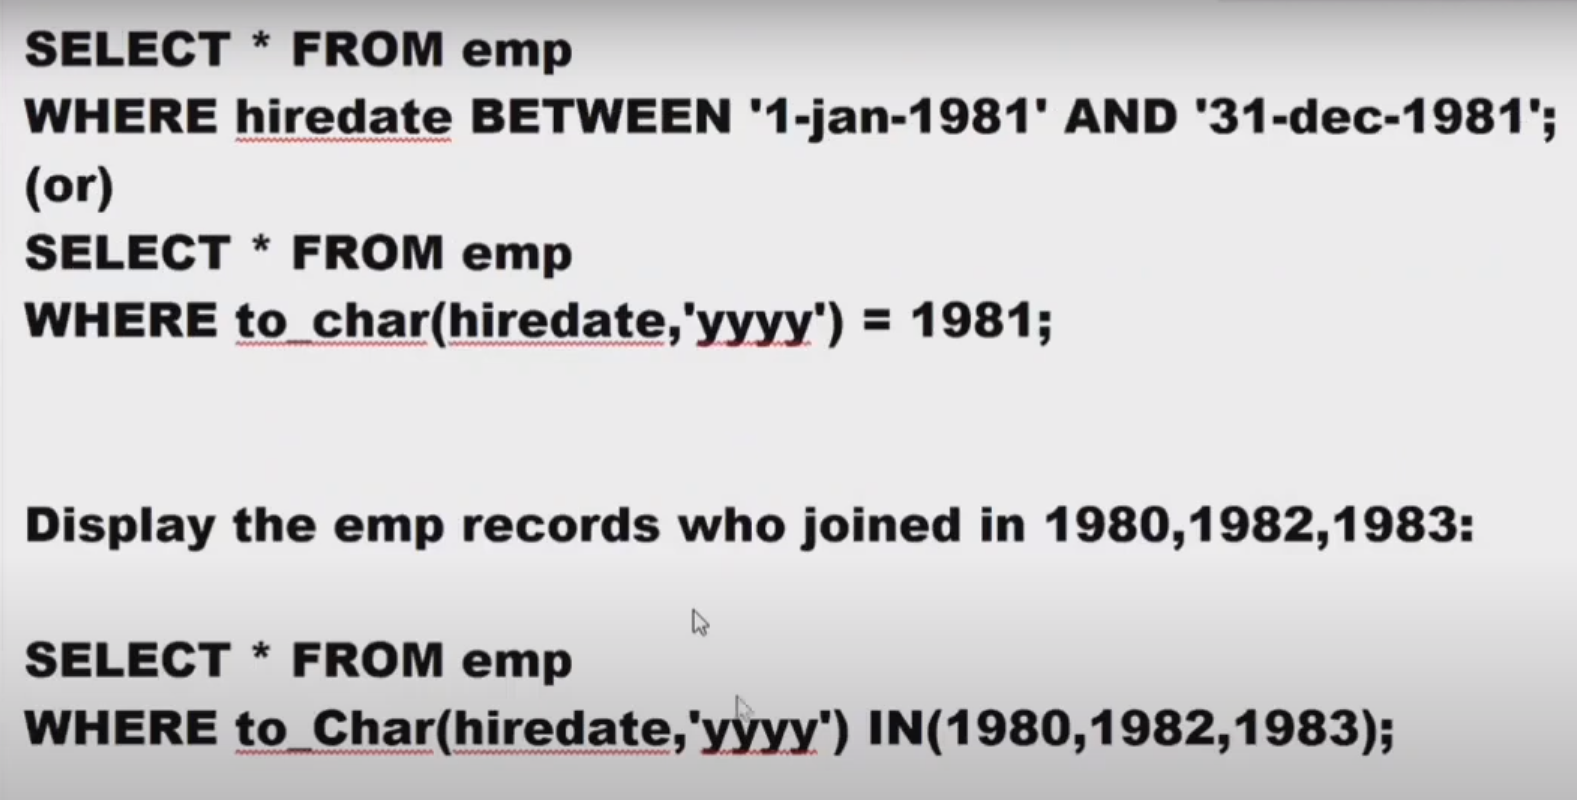 SELECT * FROM emp
WHERE hiredate BETWEEN '1-jan-1981' AND '31-dec-1981';
(or)
SELECT * FROM emp
WHERE to_char(hiredate,'yyyy') = 1981;
Display the emp records who joined in 1980,1982,1983:
SELECT * FROM emp
WHERE to_Char(hiredate,'yyyy') IN(1980,1982,1983);